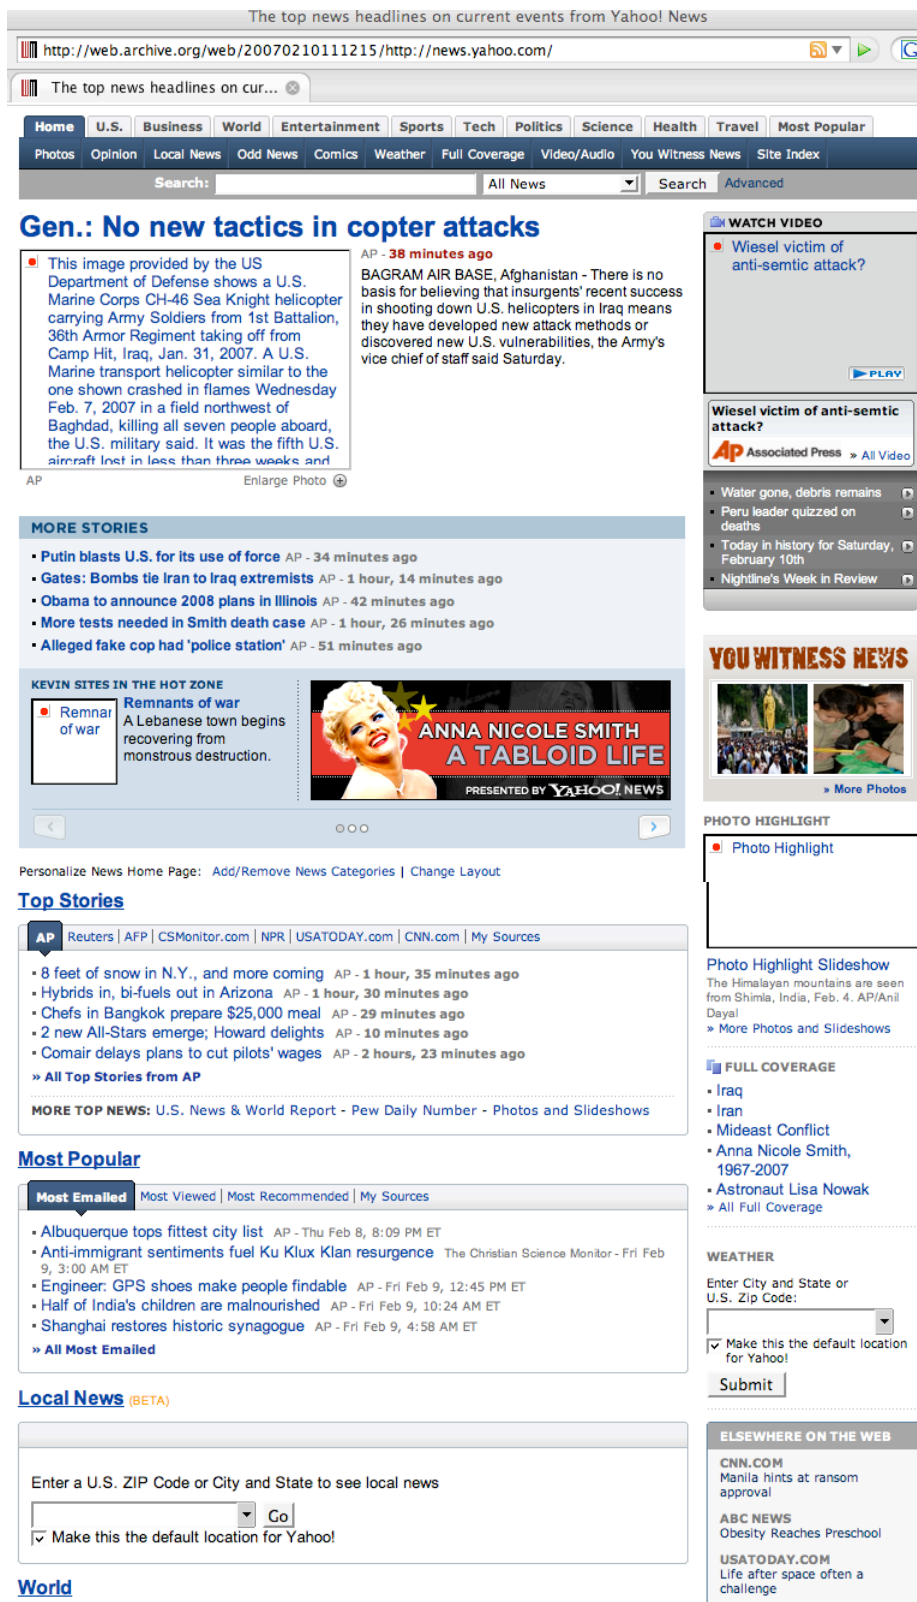 The top news headlines on current events from Yahoo! News
http://web.archive.org/web/20070210111215/http://news.yahoo.com/
The top news headlines on cur...
Home U.S. Business World Entertainment Sports Tech Politics Science Health Travel Most Popular
Photos Opinion Local News Odd News Comics Weather Full Coverage Video/Audio You Witness News Site Index
Search: All News Search Advanced
Gen.: No new tactics in copter attacks
This image provided by the US
Department of Defense shows a U.S.
Marine Corps CH-46 Sea Knight helicopter
carrying Army Soldiers from 1st Battalion,
36th Armor Regiment taking off from
Camp Hit, Iraq, Jan. 31, 2007. A U.S.
Marine transport helicopter similar to the
one shown crashed in flames Wednesday
Feb. 7, 2007 in a field northwest of
Baghdad, killing all seven people aboard,
the U.S. military said. It was the fifth U.S.
aircraft lost in less than three weeks and
AP Enlarge Photo
AP - 38 minutes ago
BAGRAM AIR BASE, Afghanistan - There is no
basis for believing that insurgents' recent success
in shooting down U.S. helicopters in Iraq means
they have developed new attack methods or
discovered new U.S. vulnerabilities, the Army's
vice chief of staff said Saturday.
MORE STORIES
Putin blasts U.S. for its use of force AP - 34 minutes ago
Gates: Bombs tie Iran to Iraq extremists AP - 1 hour, 14 minutes ago
Obama to announce 2008 plans in Illinois AP - 42 minutes ago
More tests needed in Smith death case AP - 1 hour, 26 minutes ago
Alleged fake cop had 'police station' AP - 51 minutes ago
KEVIN SITES IN THE HOT ZONE
Remnar
of war
Remnants of war
A Lebanese town begins
recovering from
monstrous destruction.
ANNA NICOLE SMITH
A TABLOID LIFE
PRESENTED BY YAHOO! NEWS
Personalize News Home Page: Add/Remove News Categories | Change Layout
Top Stories
AP Reuters | AFP | CSMonitor.com | NPR | USATODAY.com | CNN.com | My Sources
8 feet of snow in N.Y., and more coming AP - 1 hour, 35 minutes ago
Hybrids in, bi-fuels out in Arizona AP - 1 hour, 30 minutes ago
Chefs in Bangkok prepare $25,000 meal AP - 29 minutes ago
2 new All-Stars emerge; Howard delights AP - 10 minutes ago
Comair delays plans to cut pilots' wages AP - 2 hours, 23 minutes ago
» All Top Stories from AP
MORE TOP NEWS: U.S. News & World Report - Pew Daily Number - Photos and Slideshows
Most Popular
Most Emailed Most Viewed | Most Recommended | My Sources
Albuquerque tops fittest city list AP - Thu Feb 8, 8:09 PM ET
Anti-immigrant sentiments fuel Ku Klux Klan resurgence The Christian Science Monitor - Fri Feb
9, 3:00 AM ET
Engineer: GPS shoes make people findable AP - Fri Feb 9, 12:45 PM ET
Half of India's children are malnourished AP - Fri Feb 9, 10:24 AM ET
Shanghai restores historic synagogue AP - Fri Feb 9, 4:58 AM ET
» All Most Emailed
Local News (BETA)
Enter a U.S. ZIP Code or City and State to see local news
Go
Make this the default location for Yahoo!
World
WATCH VIDEO
Wiesel victim of
anti-semtic attack?
PLAY
Wiesel victim of anti-semtic
attack?
AP Associated Press » All Video
Water gone, debris remains
Peru leader quizzed on
deaths
Today in history for Saturday,
February 10th
Nightline's Week in Review
YOU WITNESS NEWS
» More Photos
PHOTO HIGHLIGHT
Photo Highlight
Photo Highlight Slideshow
The Himalayan mountains are seen
from Shimla, India, Feb. 4. AP/Anil
Dayal
» More Photos and Slideshows
FULL COVERAGE
Iraq
Iran
Mideast Conflict
Anna Nicole Smith,
1967-2007
Astronaut Lisa Nowak
» All Full Coverage
WEATHER
Enter City and State or
U.S. Zip Code:
Make this the default location
for Yahoo!
Submit
ELSEWHERE ON THE WEB
CNN.COM
Manila hints at ransom
approval
ABC NEWS
Obesity Reaches Preschool
USATODAY.COM
Life after space often a
challenge